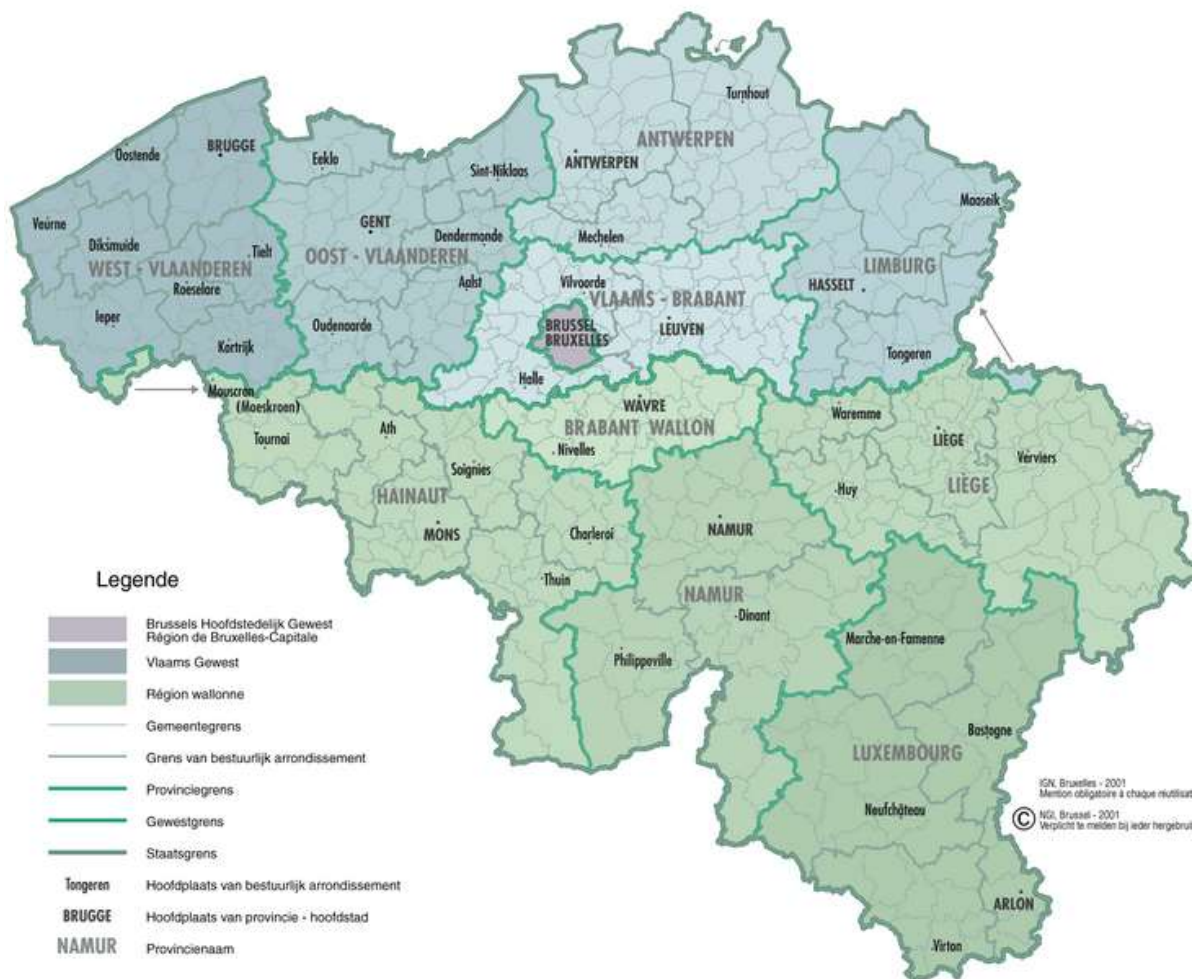 Turnhout
ANTWERPEN
ANTWERPEN
Oostende
BRUGGE
Eeklo
Sint-Niklaas
Maaseik
Veurne
GENT
Dendermonde
Mechelen
Diksmuide
Tielt
WEST - VLAANDEREN
OOST - VLAANDEREN
LIMBURG
Roeselare
Aalst
Vilvoorde
VLAAMS - BRABANT
HASSELT
Ieper
Oudenaarde
BRUSSEL
BRUXELLES
LEUVEN
Kortrijk
Halle
Tongeren
Mouscron
(Moeskroen)
WAVRE
Waremme
Tournai
Ath
BRABANT WALLON
LIÈGE
Nivelles
Verviers
Soignies
HAINAUT
Huy
LIÈGE
MONS
Charleroi
NAMUR
Thuin
NAMUR
Dinant
Marche-en-Famenne
Philippeville
Bastogne
LUXEMBOURG
Neufchâteau
ARLON
Virton
Legende
Brussels Hoofdstedelijk Gewest
Région de Bruxelles-Capitale
Vlaams Gewest
Région wallonne
Gemeentegrens
Grens van bestuurlijk arrondissement
Provinciegrens
Gewestgrens
Staatsgrens
Tongeren Hoofdplaats van bestuurlijk arrondissement
BRUGGE Hoofdplaats van provincie - hoofdstad
NAMUR Provincienaam
IGN, Bruxelles - 2001
Mention obligatoire à chaque réutilisat
© NGI, Brussel - 2001
Verplicht te melden bij ieder hergebruik